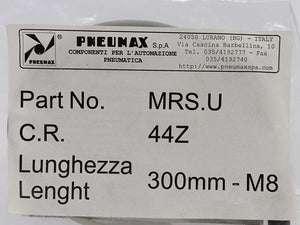 PNEUMAX S.p.A
COMPONENTI PER L'AUTOMAZIONE
PNEUMATICA
PNEUMAX
24050 LURANO (BG) - ITALY
Via Cascina Barbellina, 10
Tel. 035/4192777 - Fax
035/4192740
http://www.pneumaxspa.com
Part No. MRS.U
C.R. 44Z
Lunghezza
Lenght 300mm - M8